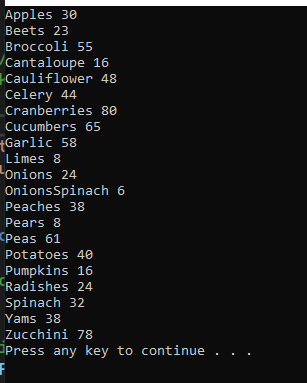 Apples 30
Beets 23
Broccoli 55
Cantaloupe 16
Cauliflower 48
Celery 44
Cranberries 80
Cucumbers 65
Garlic 58
Limes 8
Onions 24
OnionsSpinach 6
Peaches 38
Pears 8
Peas 61
Potatoes 40
Pumpkins 16
Radishes 24
Spinach 32
Yams 38
Zucchini 78
Press any key to continue . . .